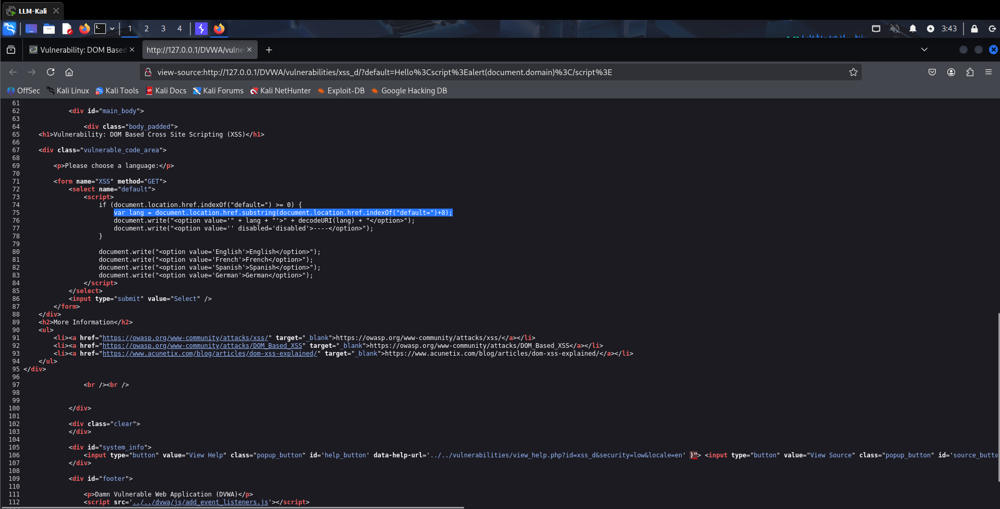 LLM-Kali
1 2 3 4 3:43
Vulnerability: DOM Based
http://127.0.0.1/DVWA/vulne
view-source:http://127.0.0.1/DVWA/vulnerabilities/xss_d/?default=Hello%3Cscript%3Ealert(document.domain)%3C/script%3E
OffSec Kali Linux Kali Tools Kali Docs Kali Forums Kali NetHunter Exploit-DB Google Hacking DB
61
62 <div id="main_body">
63
64 <div class="body_padded">
65 <h1>Vulnerability: DOM Based Cross Site Scripting (XSS)</h1>
66
67 <div class="vulnerable_code_area">
68
69 <p>Please choose a language:</p>
70
71 <form name="XSS" method="GET">
72 <select name="default">
73 <script>
74 if (document.location.href.indexOf("default=") >= 0) {
75 var lang = document.location.href.substring(document.location.href.indexOf("default=")+8);
76 document.write("<option value='" + lang + "'>" + decodeURI(lang) + "</option>");
77 document.write("<option value='' disabled='disabled'>----</option>");
78 }
79
80 document.write("<option value='English'>English</option>");
81 document.write("<option value='French'>French</option>");
82 document.write("<option value='Spanish'>Spanish</option>");
83 document.write("<option value='German'>German</option>");
84 </script>
85 </select>
86 <input type="submit" value="Select" />
87 </form>
88 </div>
89 <h2>More Information</h2>
90 <ul>
91 <li><a href="https://owasp.org/www-community/attacks/xss/" target="_blank">https://owasp.org/www-community/attacks/xss/</a></li>
92 <li><a href="https://owasp.org/www-community/attacks/DOM_Based_XSS" target="_blank">https://owasp.org/www-community/attacks/DOM_Based_XSS</a></li>
93 <li><a href="https://www.acunetix.com/blog/articles/dom-xss-explained/" target="_blank">https://www.acunetix.com/blog/articles/dom-xss-explained/</a></li>
94 </ul>
95 </div>
96
97 <br /><br />
98
99
100 </div>
101
102 <div class="clear">
103 </div>
104
105 <div id="system_info">
106 <input type="button" value="View Help" class="popup_button" id='help_button' data-help-url='../../vulnerabilities/view_help.php?id=xss_d&security=low&locale=en' )"> <input type="button" value="View Source" class="popup_button" id='source_butto
107 </div>
108
109 <div id="footer">
110
111 <p>Damn Vulnerable Web Application (DVWA)</p>
112 <script src='../../dvwa/js/add_event_listeners.js'></script>